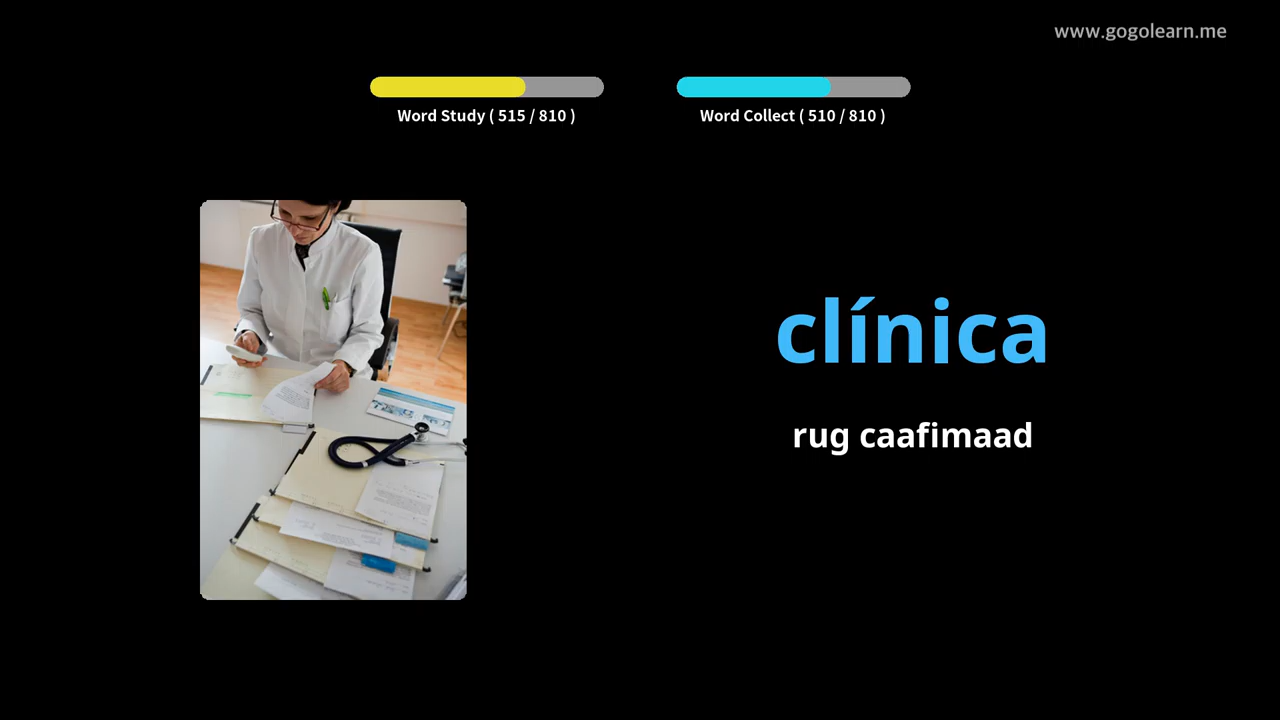 www.gogolearn.me
Word Study ( 515 / 810 )
Word Collect ( 510 / 810 )
clínica
rug caafimaad